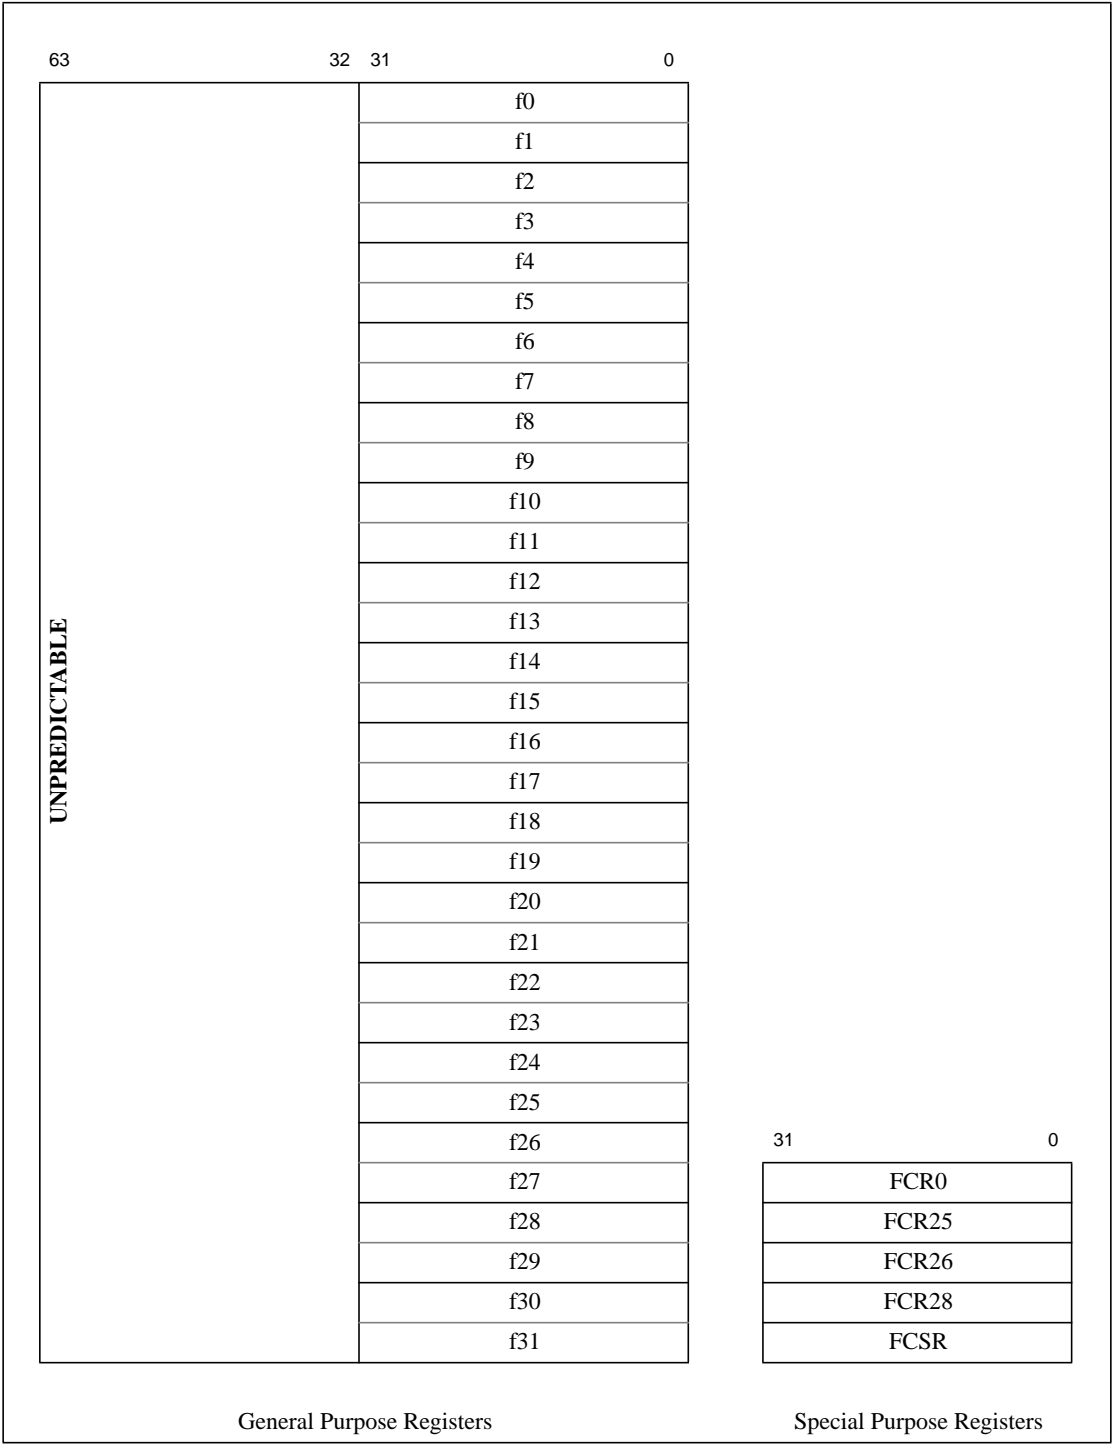 63 32 31 0
f0
f1
f2
f3
f4
f5
f6
f7
f8
f9
f10
f11
f12
f13
f14
f15
f16
f17
f18
f19
f20
f21
f22
f23
f24
f25
f26
f27
f28
f29
f30
f31
UNPREDICTABLE
General Purpose Registers
31 0
FCR0
FCR25
FCR26
FCR28
FCSR
Special Purpose Registers